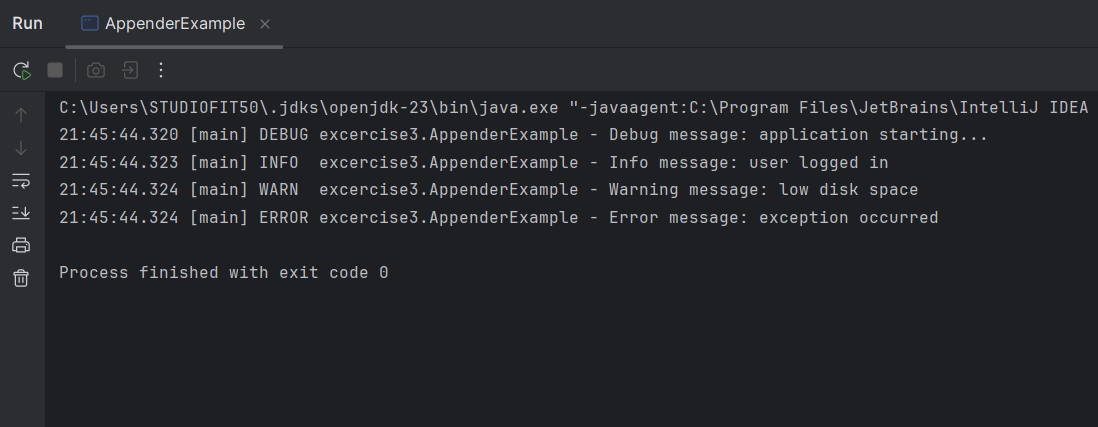 Run AppenderExample
C:\Users\STUDIOFIT50\.jdks\openjdk-23\bin\java.exe "-javaagent:C:\Program Files\JetBrains\IntelliJ IDEA
21:45:44.320 [main] DEBUG excercise3.AppenderExample - Debug message: application starting...
21:45:44.323 [main] INFO  excercise3.AppenderExample - Info message: user logged in
21:45:44.324 [main] WARN  excercise3.AppenderExample - Warning message: low disk space
21:45:44.324 [main] ERROR excercise3.AppenderExample - Error message: exception occurred
Process finished with exit code 0